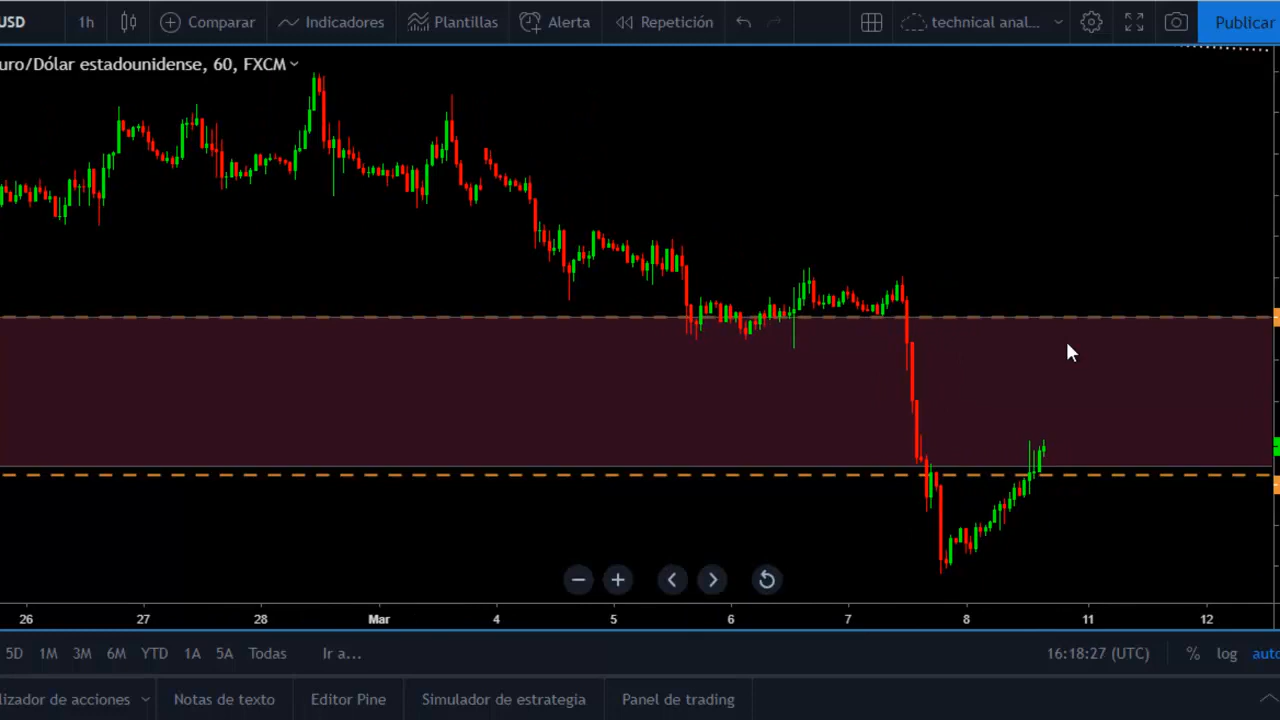 USD 1h Comparar Indicadores Plantillas Alerta Repetición technical anal... Publicar
uro/Dólar estadounidense, 60, FXCM
26 27 28 Mar 4 5 6 7 8 11 12
5D 1M 3M 6M YTD 1A 5A Todas Ir a... 16:18:27 (UTC) % log auto
lizador de acciones Notas de texto Editor Pine Simulador de estrategia Panel de trading